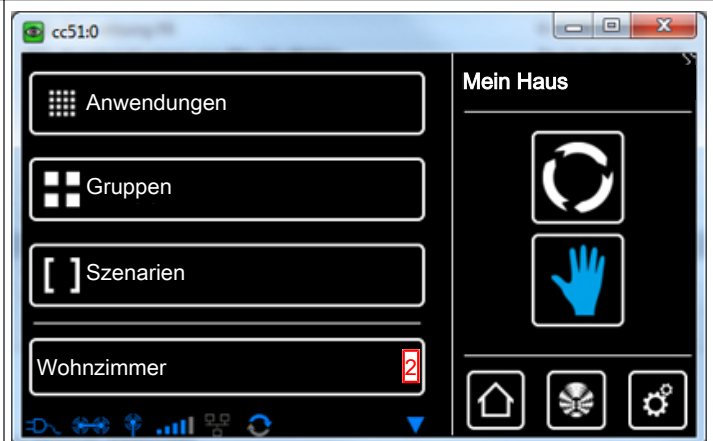 cc51:0
Anwendungen
Gruppen
Szenarien
Wohnzimmer 2
Mein Haus